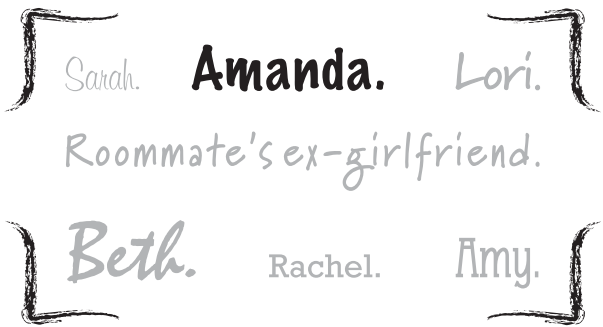 Sarah. Amanda. Lori.
Roommate's ex-girlfriend.
Beth. Rachel. Amy.